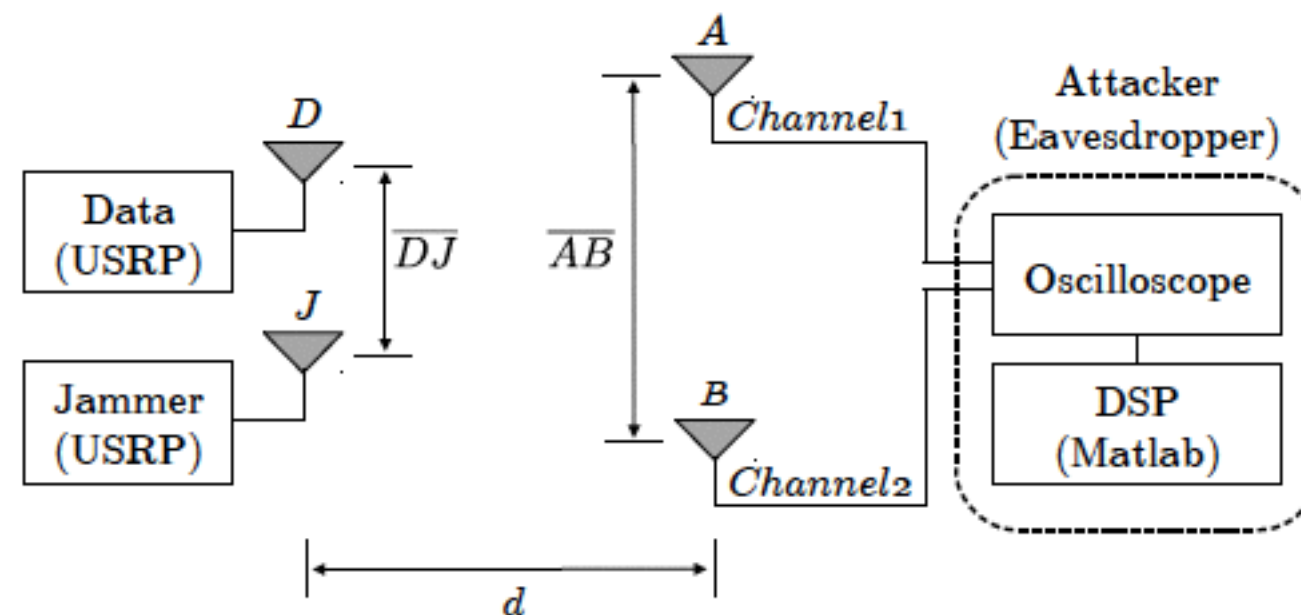 A
Channel1
Attacker
(Eavesdropper)
D
Data
(USRP)
DJ
AB
Oscilloscope
J
Jammer
(USRP)
B
DSP
(Matlab)
Channel2
d